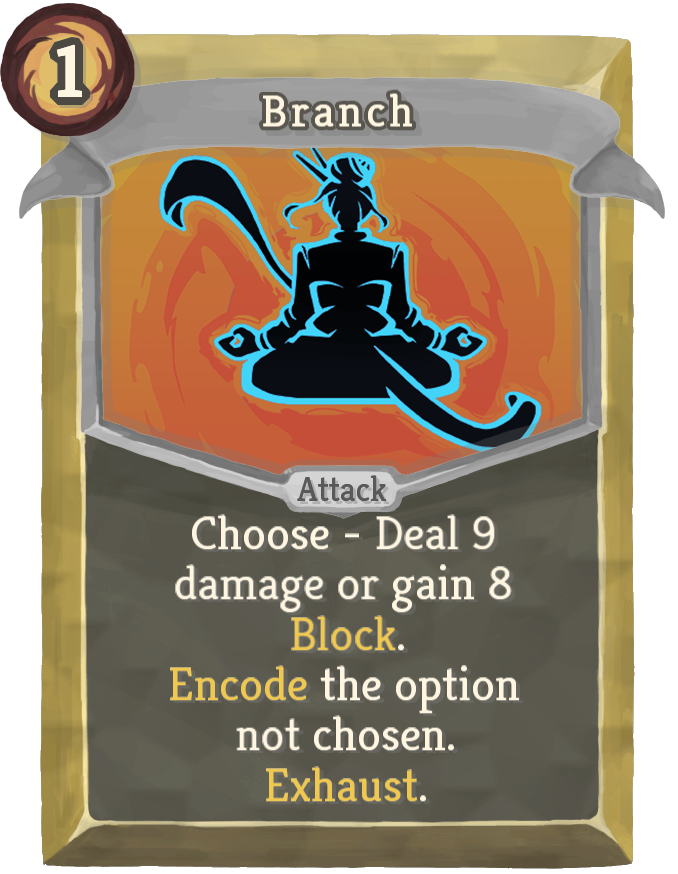 1
Branch
Attack
Choose - Deal 9
damage or gain 8
Block.
Encode the option
not chosen.
Exhaust.